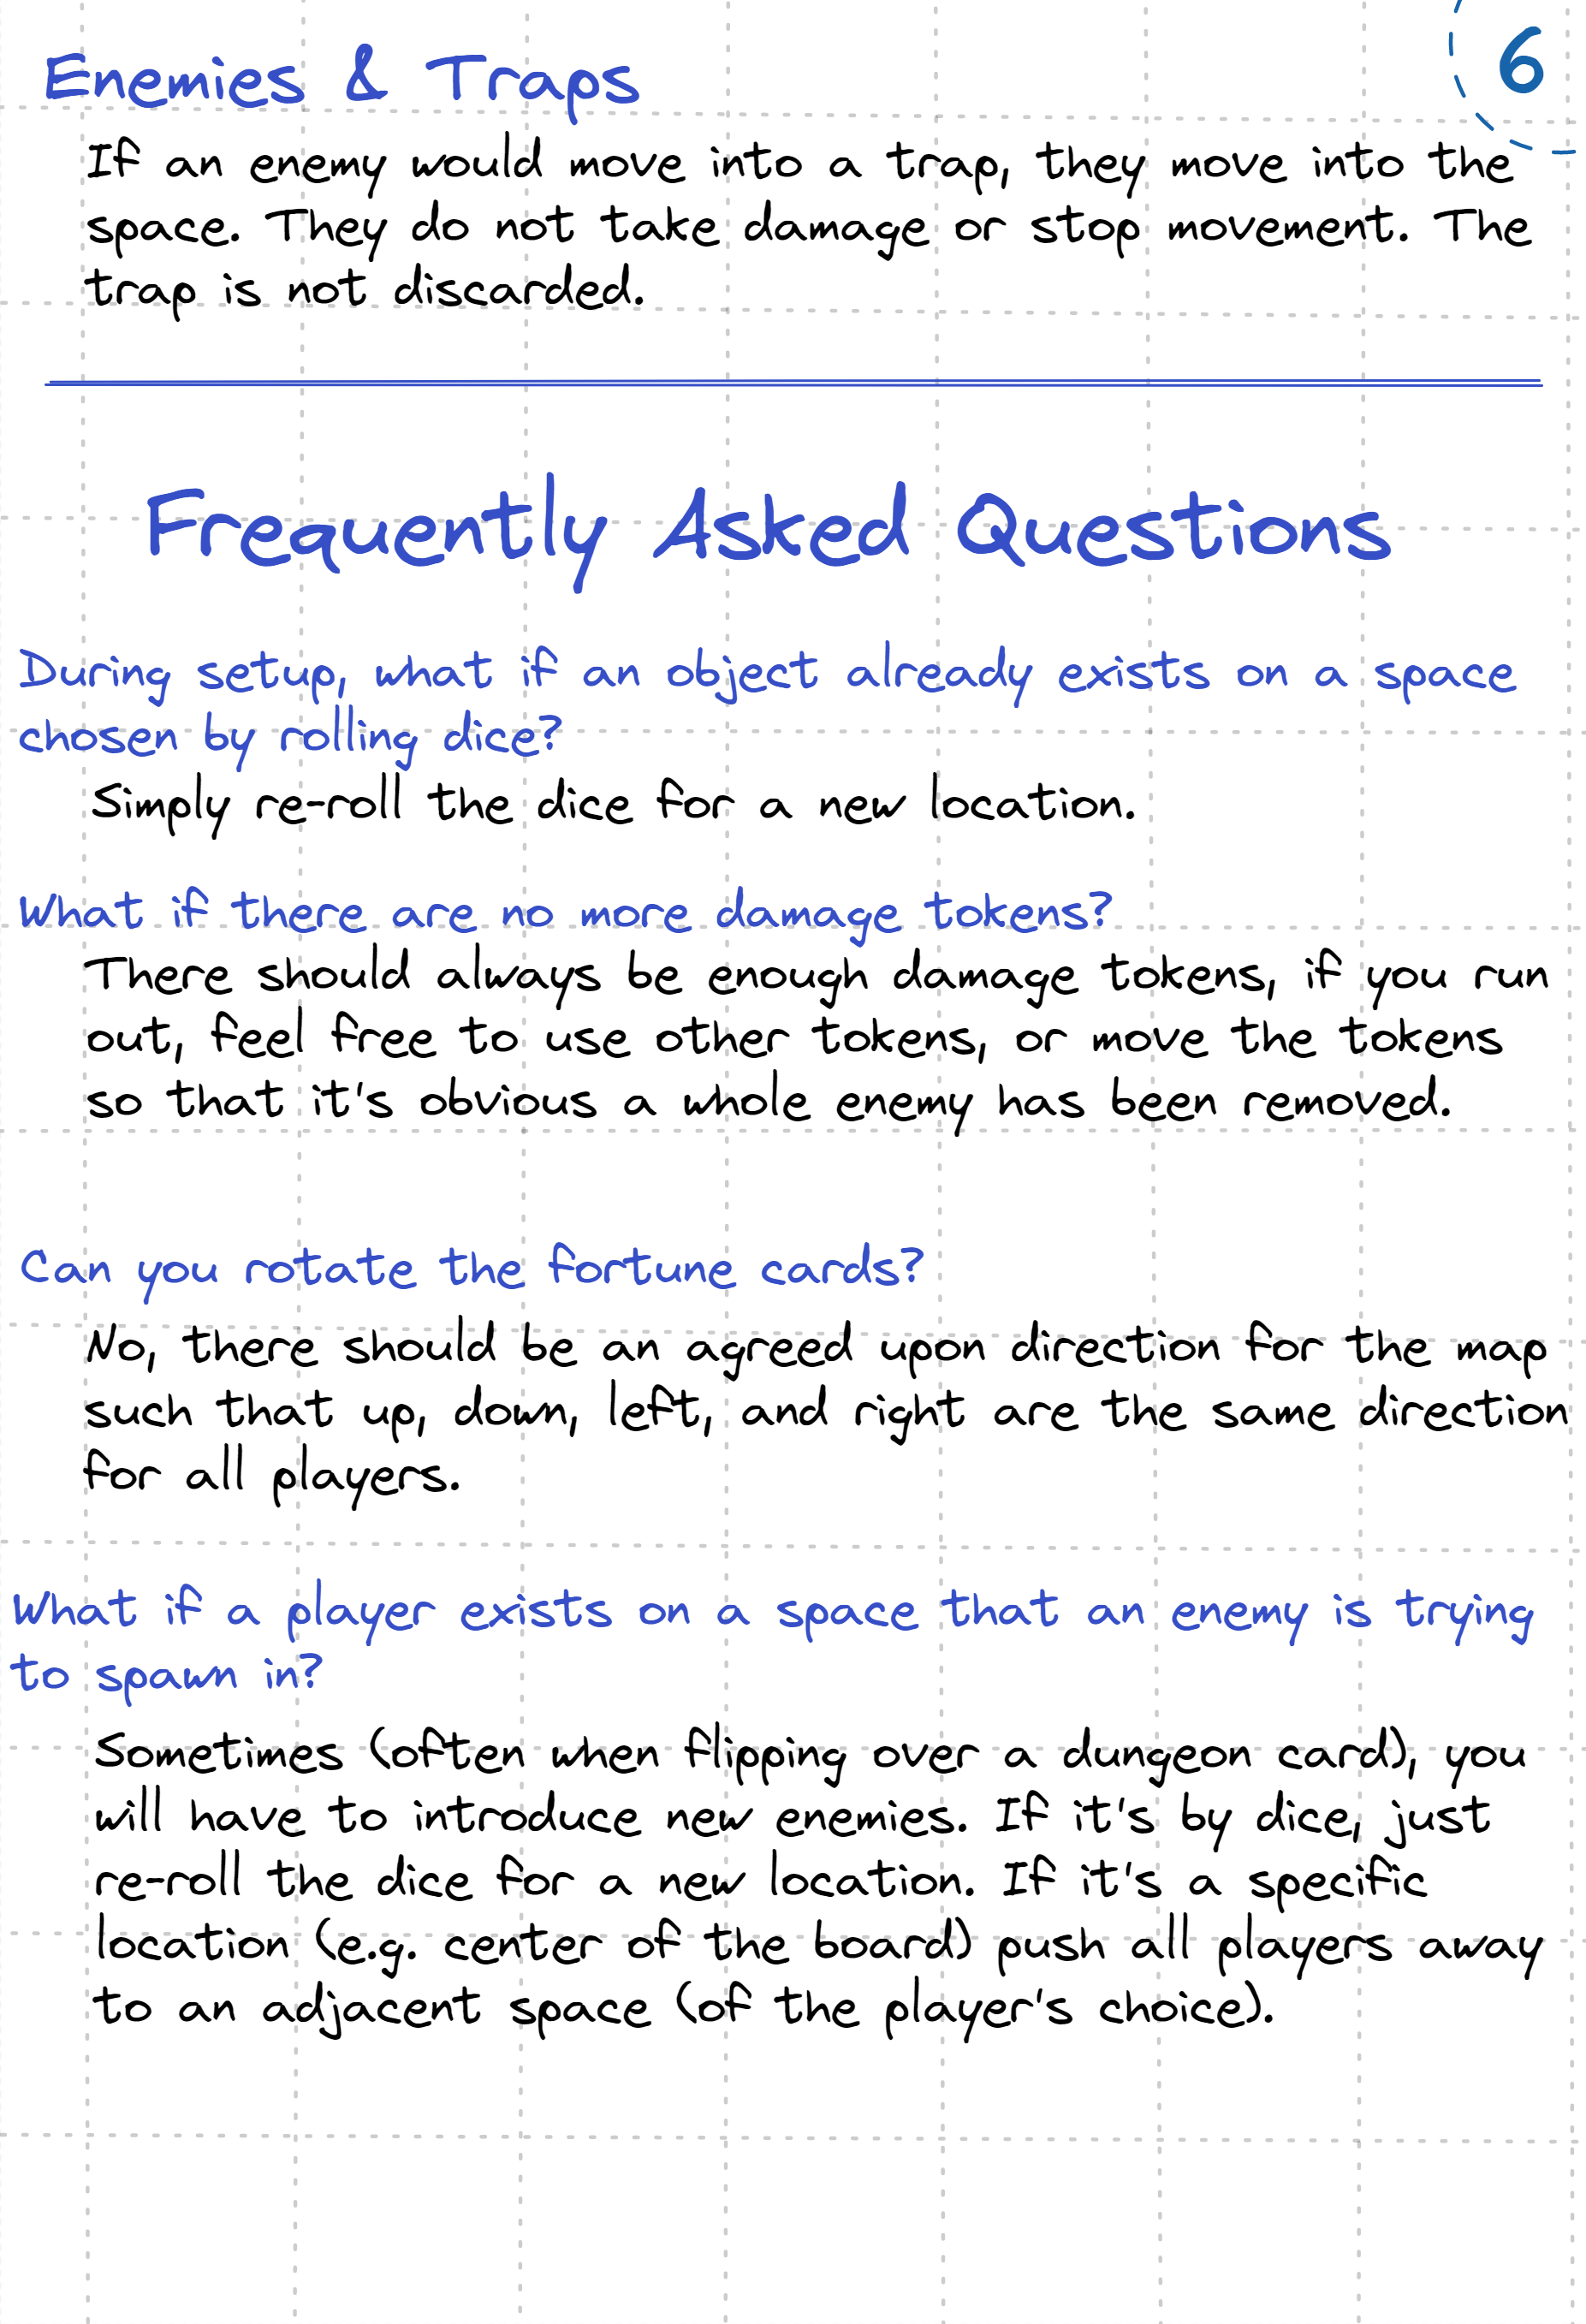 Enemies & Traps
6
If an enemy would move into a trap, they move into the
space. They do not take damage or stop movement. The
trap is not discarded.
Frequently Asked Questions
During setup, what if an object already exists on a space
chosen by rolling dice?
Simply re-roll the dice for a new location.
What if there are no more damage tokens?
There should always be enough damage tokens, if you run
out, feel free to use other tokens, or move the tokens
so that it's obvious a whole enemy has been removed.
Can you rotate the fortune cards?
No, there should be an agreed upon direction for the map
such that up, down, left, and right are the same direction
for all players.
What if a player exists on a space that an enemy is trying
to spawn in?
Sometimes (often when flipping over a dungeon card), you
will have to introduce new enemies. If it's by dice, just
re-roll the dice for a new location. If it's a specific
location (e.g. center of the board) push all players away
to an adjacent space (of the player's choice).